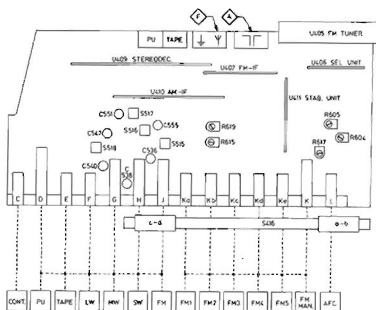 F
A
U405 FM TUNER
PU
TAPE
U409 STEREODEC
U406 SEL UNIT
U407 FM-IF
U410 AM-IF
U411 STAB. UNIT
C551
S517
C555
R619
R605
C547
S516
R604
S518
S515
R615
R617
C536
C540
C
D
E
F
G
H
J
Ka
Kb
Kc
Kd
Ke
K
L
c-d
S416
a-b
CONT.
PU
TAPE
LW
MW
SW
FM
FM1
FM2
FM3
FM4
FM5
FM MAN.
AFC